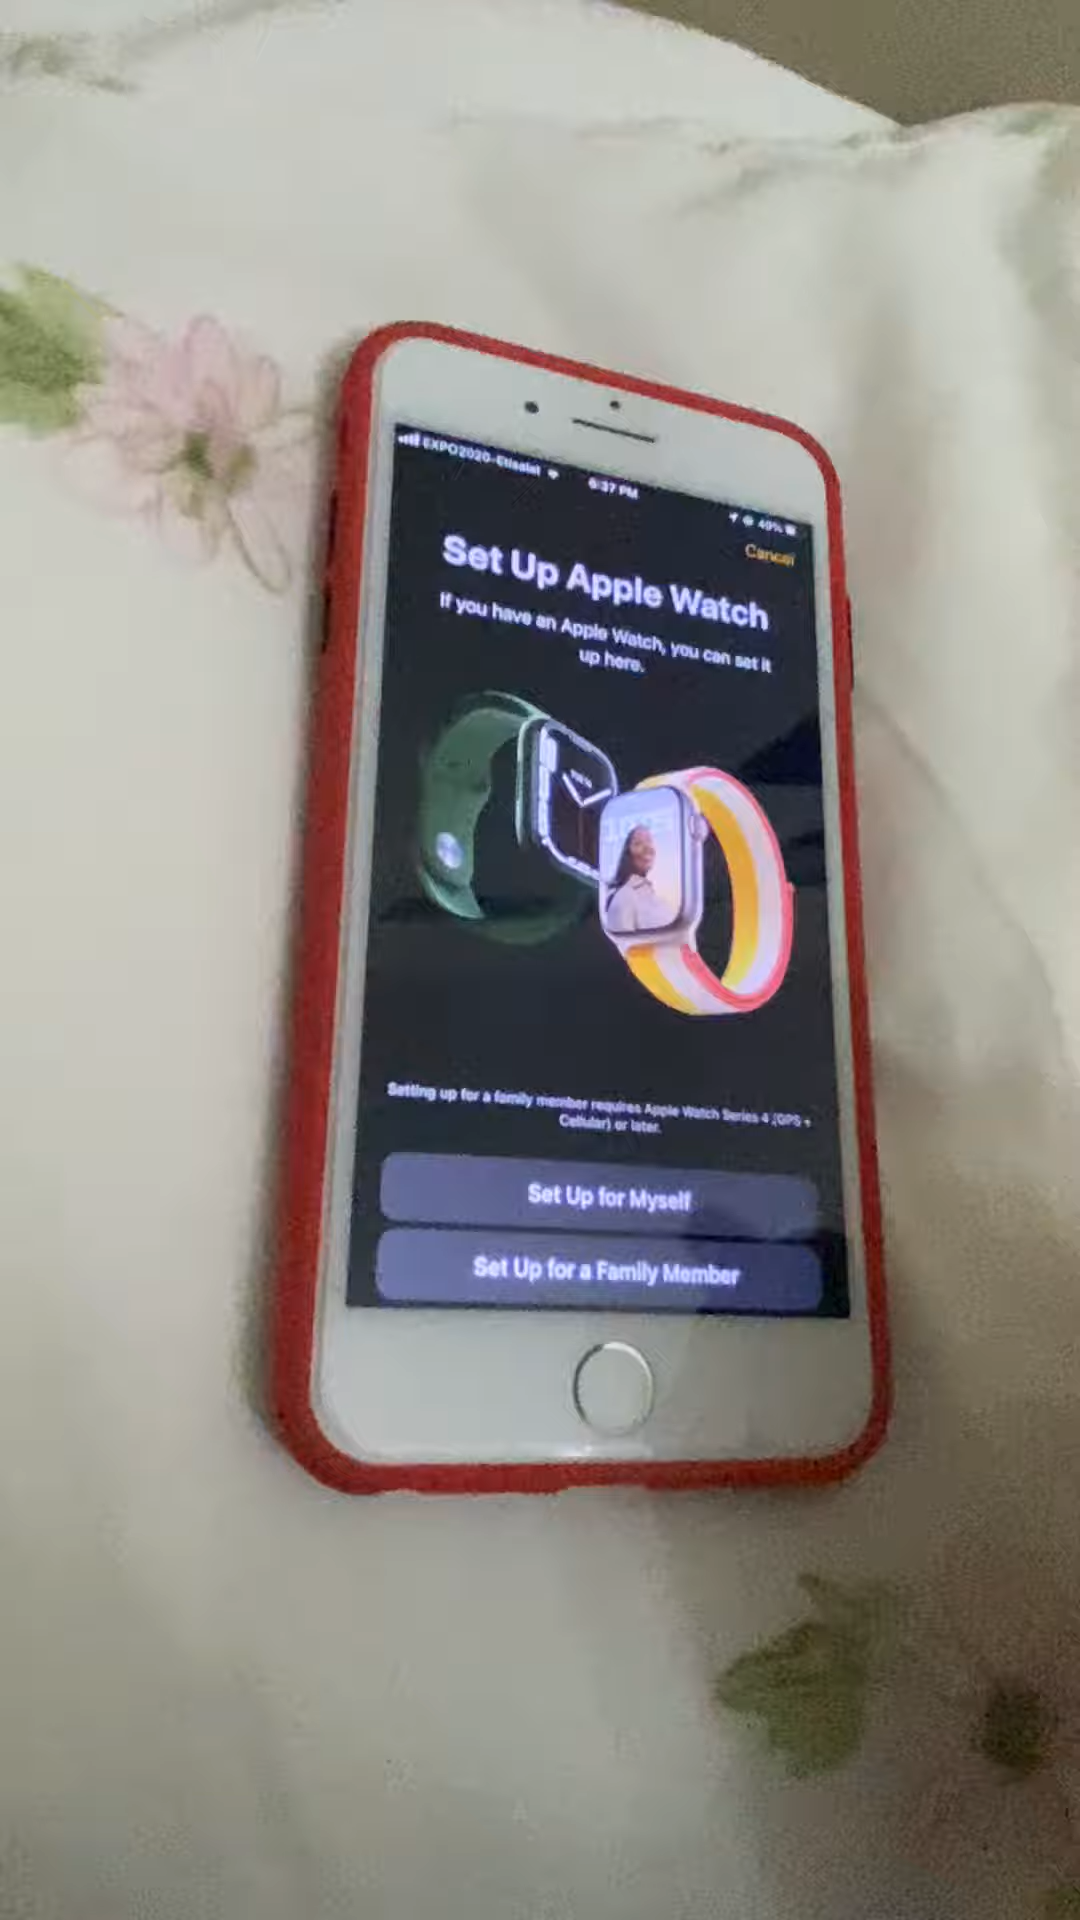 EXPO2020-Etisalat
6:37 PM
49%
Cancel
Set Up Apple Watch
If you have an Apple Watch, you can set it
up here.
Setting up for a family member requires Apple Watch Series 4 (GPS +
Cellular) or later.
Set Up for Myself
Set Up for a Family Member